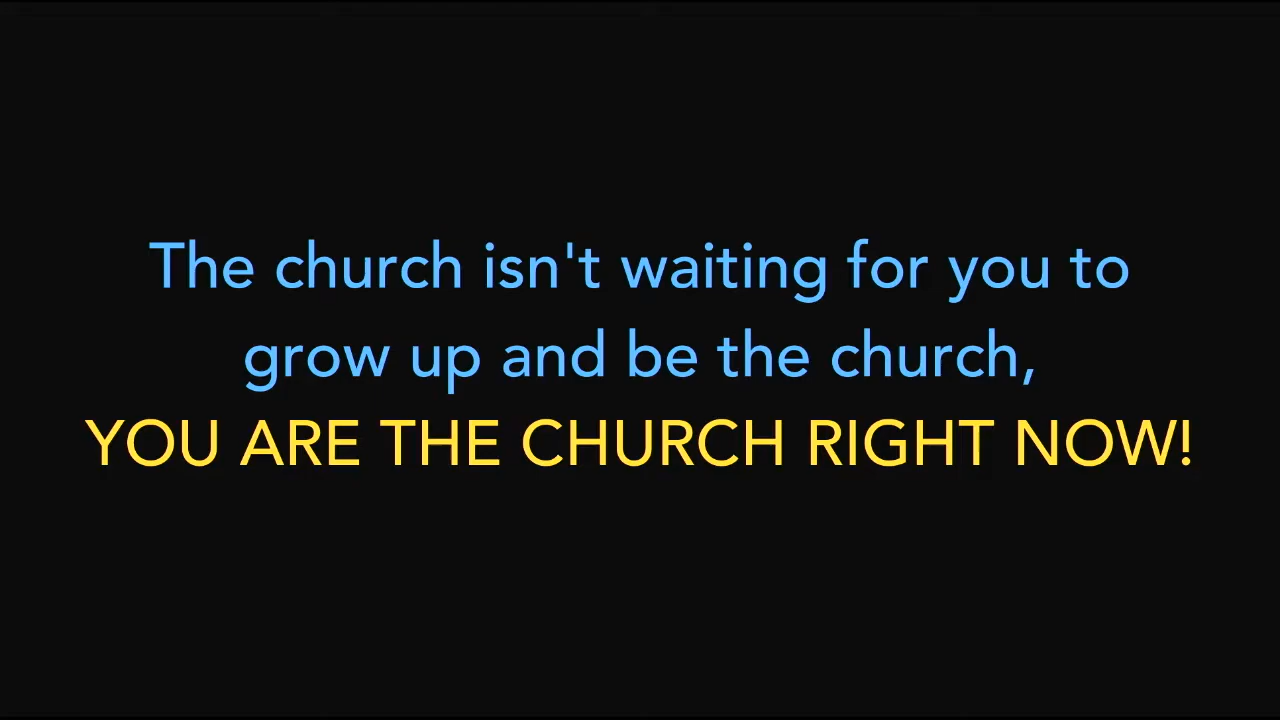 The church isn't waiting for you to
grow up and be the church,
YOU ARE THE CHURCH RIGHT NOW!